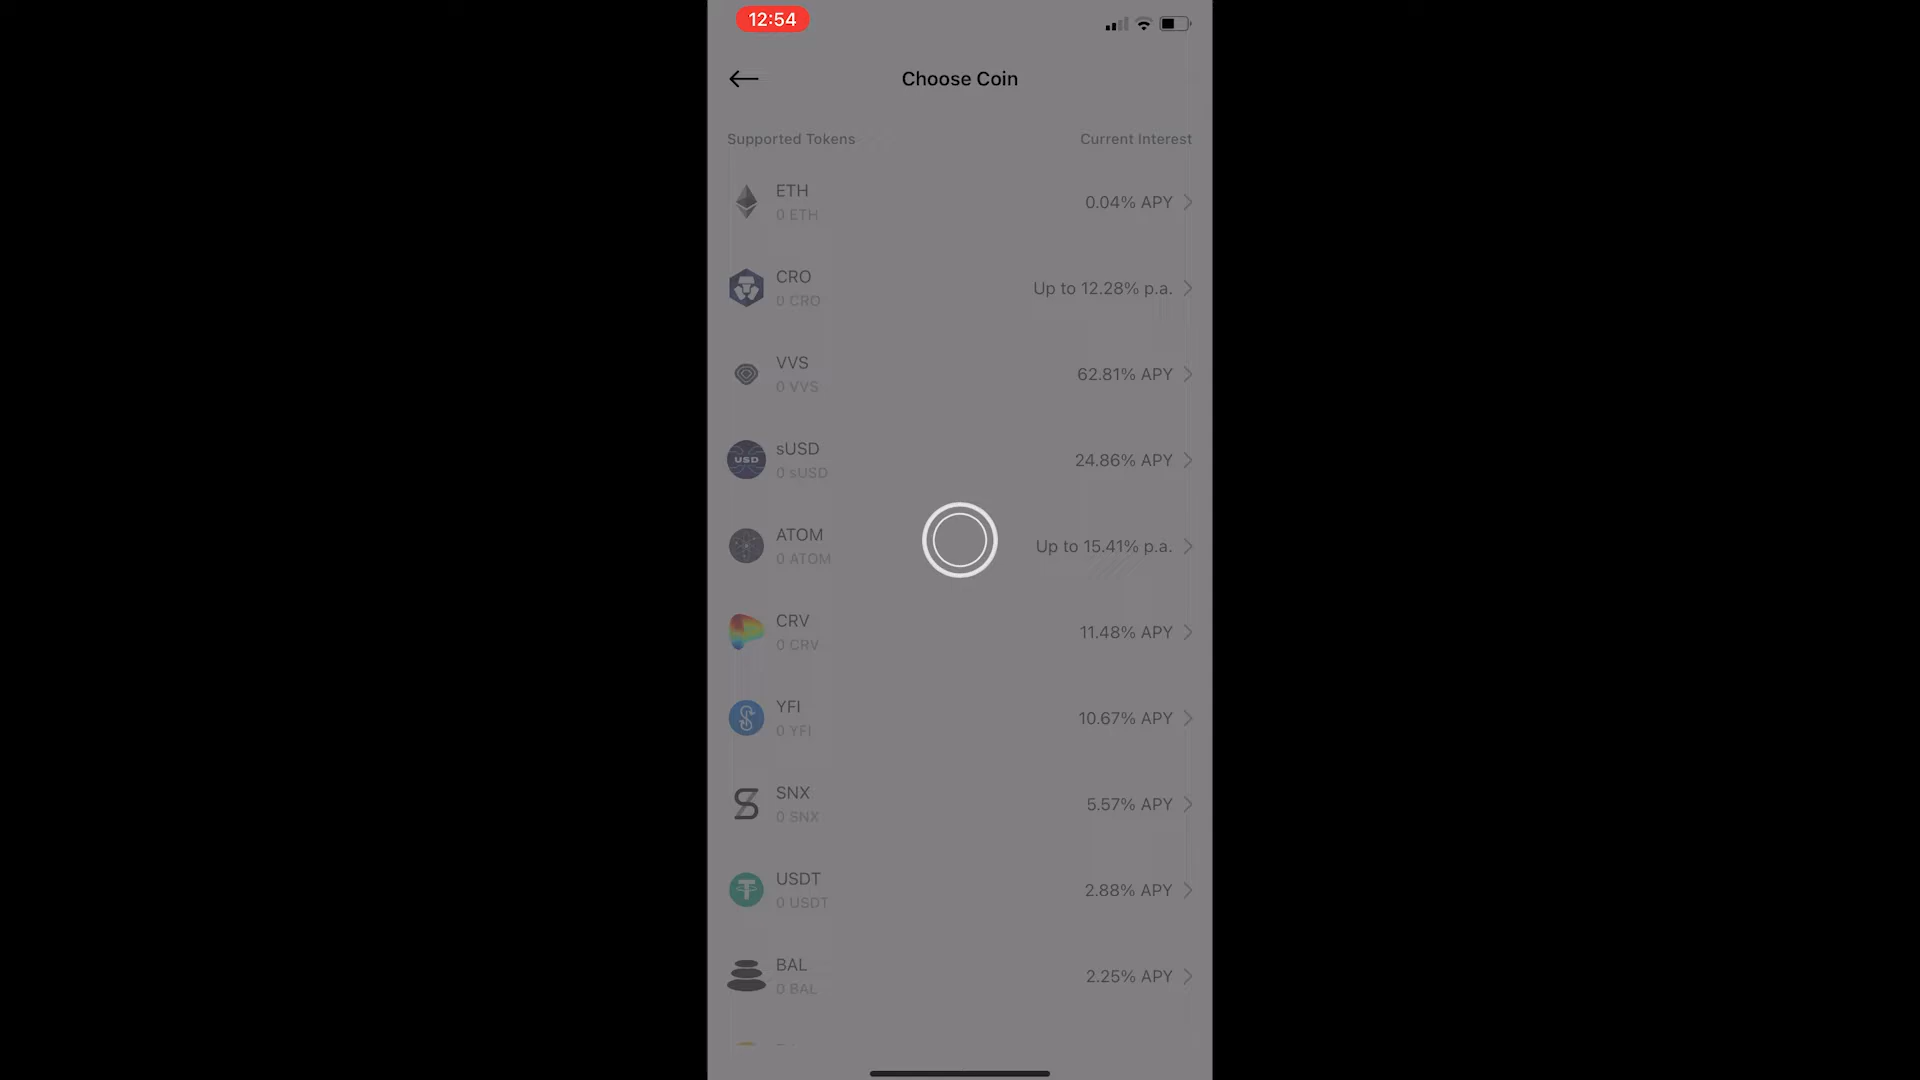 12:54
Choose Coin
Supported Tokens Current Interest
ETH
0 ETH
0.04% APY
CRO
0 CRO
Up to 12.28% p.a.
VVS
0 VVS
62.81% APY
USD
sUSD
0 sUSD
24.86% APY
ATOM
0 ATOM
Up to 15.41% p.a.
CRV
0 CRV
11.48% APY
YFI
0 YFI
10.67% APY
SNX
0 SNX
5.57% APY
USDT
0 USDT
2.88% APY
BAL
0 BAL
2.25% APY